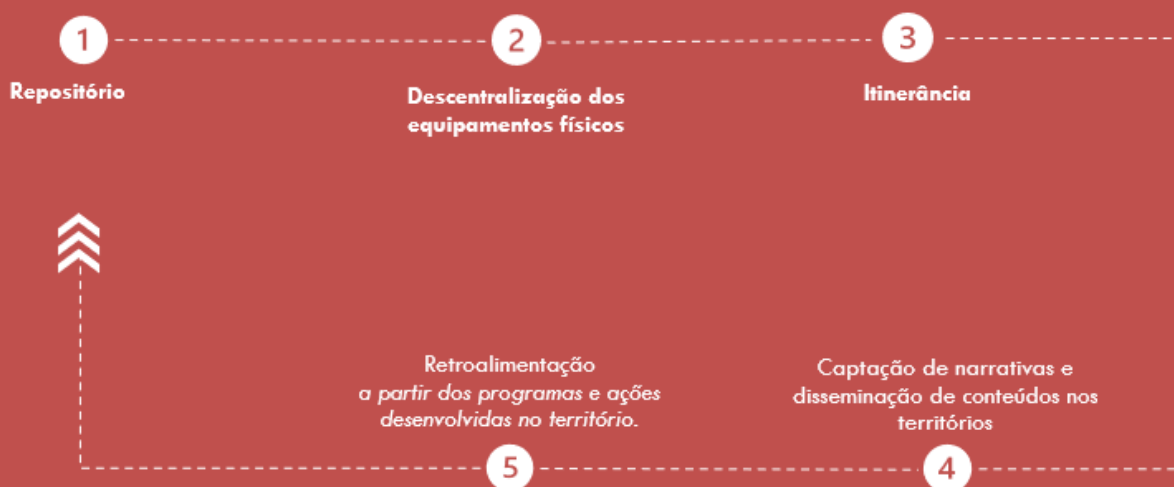 1
Repositório
2
Descentralização dos
equipamentos físicos
3
Itinerância
Retroalimentação
a partir dos programas e ações
desenvolvidas no território.
5
Captação de narrativas e
disseminação de conteúdos nos
territórios
4